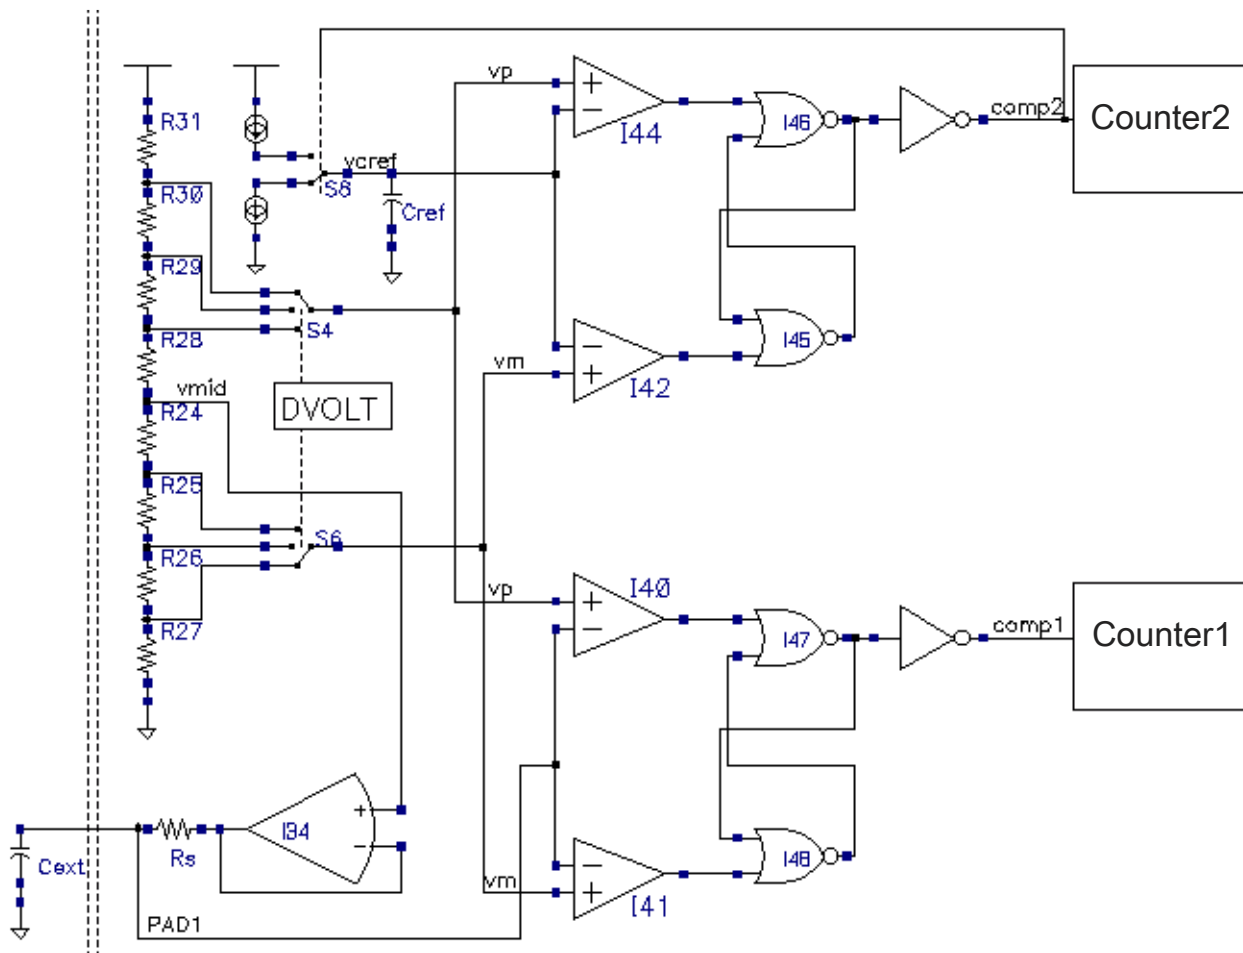 vp
comp2
Counter2
R31
I44
I46
vcref
R30
S8
Cref
R29
S4
I45
R28
vm
I42
vmid
R24
DVOLT
R25
S6
R26
I40
vp
R27
I47
comp1
Counter1
+
−
I34
Rs
Cext
vm
I48
I41
PAD1